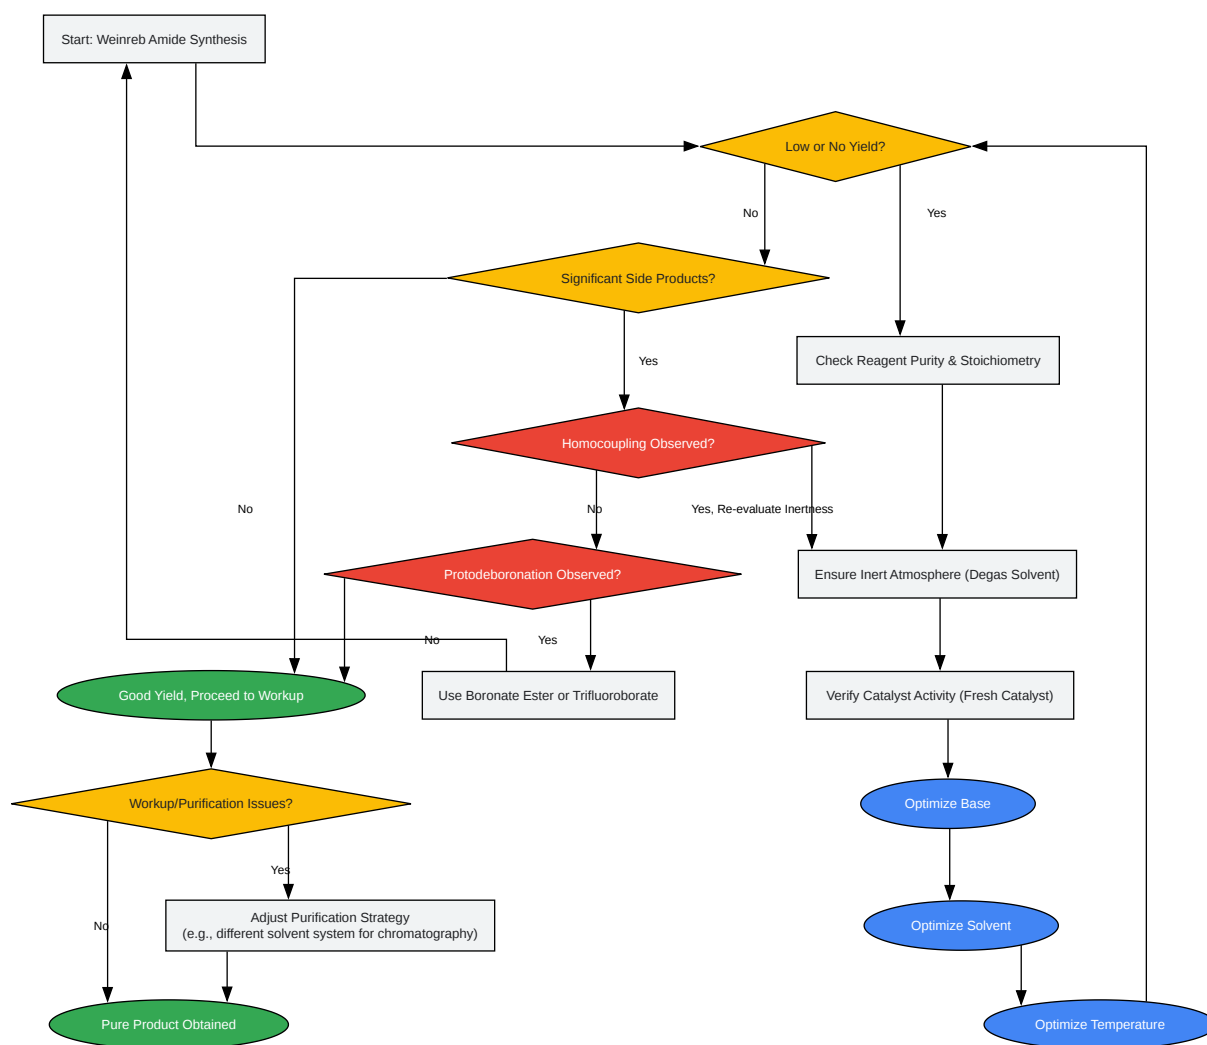 Start: Weinreb Amide Synthesis
Low or No Yield?
No
Yes
Significant Side Products?
Yes
Check Reagent Purity & Stoichiometry
Homocoupling Observed?
No
No
Yes, Re-evaluate Inertness
Protodeboronation Observed?
Ensure Inert Atmosphere (Degas Solvent)
No
Yes
Good Yield, Proceed to Workup
Use Boronate Ester or Trifluoroborate
Verify Catalyst Activity (Fresh Catalyst)
Workup/Purification Issues?
Optimize Base
Yes
No
Adjust Purification Strategy
(e.g., different solvent system for chromatography)
Optimize Solvent
Pure Product Obtained
Optimize Temperature